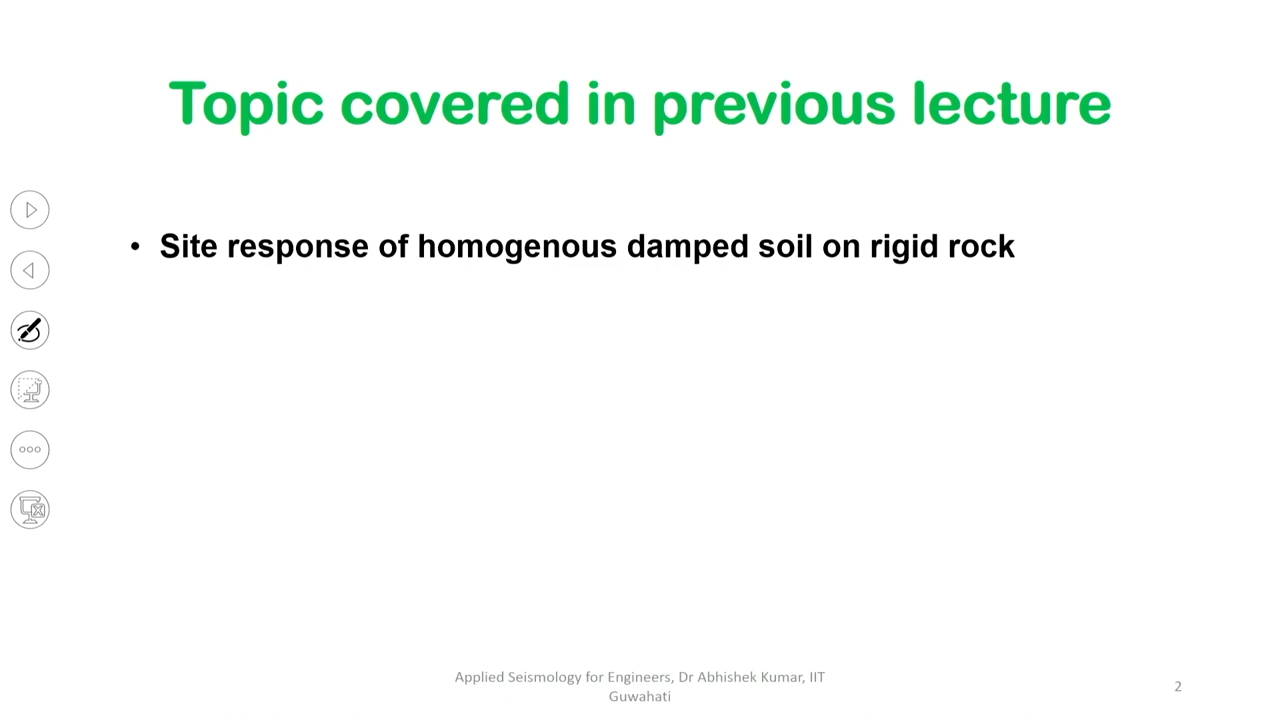 Topic covered in previous lecture
• Site response of homogenous damped soil on rigid rock
Applied Seismology for Engineers, Dr Abhishek Kumar, IIT
Guwahati
2